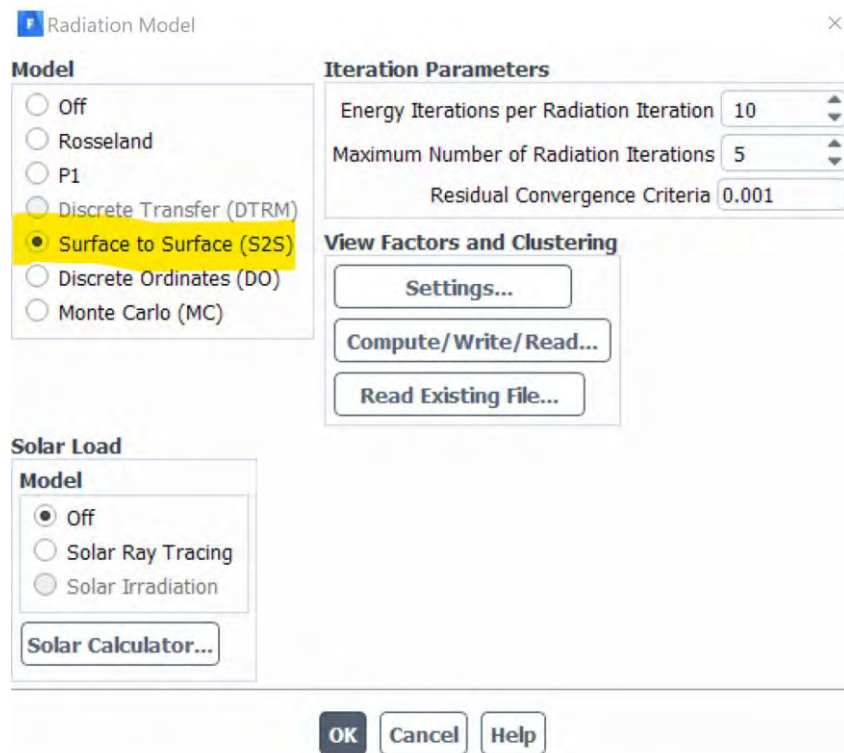 F Radiation Model
Model
Off
Rosseland
P1
Discrete Transfer (DTRM)
Surface to Surface (S2S)
Discrete Ordinates (DO)
Monte Carlo (MC)
Iteration Parameters
Energy Iterations per Radiation Iteration 10
Maximum Number of Radiation Iterations 5
Residual Convergence Criteria 0.001
View Factors and Clustering
Settings...
Compute/Write/Read...
Read Existing File...
Solar Load
Model
Off
Solar Ray Tracing
Solar Irradiation
Solar Calculator...
OK Cancel Help